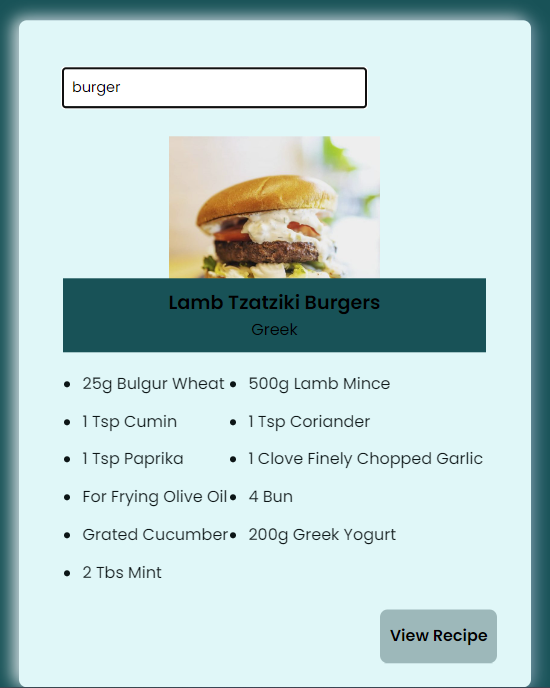 burger
Lamb Tzatziki Burgers
Greek
25g Bulgur Wheat
500g Lamb Mince
1 Tsp Cumin
1 Tsp Coriander
1 Tsp Paprika
1 Clove Finely Chopped Garlic
For Frying Olive Oil
4 Bun
Grated Cucumber
200g Greek Yogurt
2 Tbs Mint
View Recipe